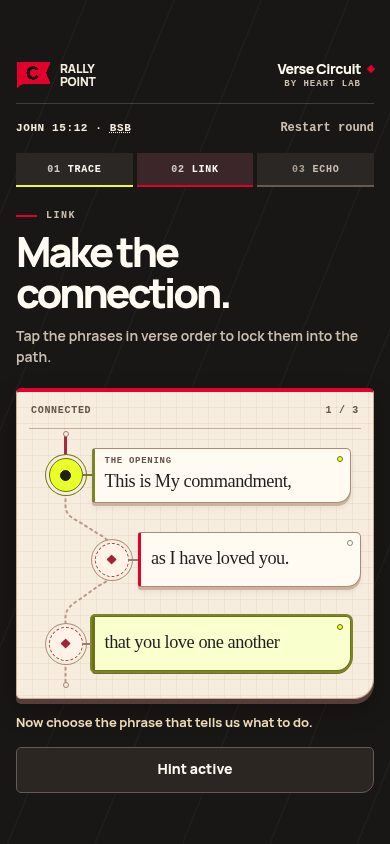 C RALLY POINT
Verse Circuit
BY HEART LAB
JOHN 15:12 · BSB
Restart round
01 TRACE
02 LINK
03 ECHO
LINK
Make the
connection.
Tap the phrases in verse order to lock them into the
path.
CONNECTED
1 / 3
THE OPENING
This is My commandment,
as I have loved you.
that you love one another
Now choose the phrase that tells us what to do.
Hint active